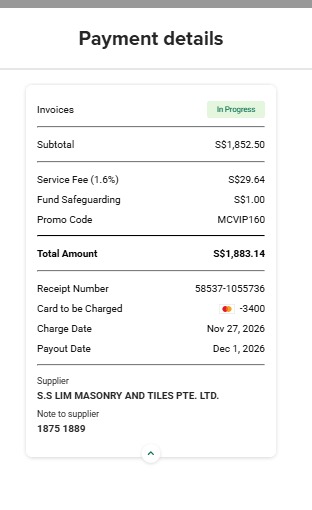 Payment details
Invoices In Progress
Subtotal S$1,852.50
Service Fee (1.6%) S$29.64
Fund Safeguarding S$1.00
Promo Code MCVIP160
Total Amount S$1,883.14
Receipt Number 58537-1055736
Card to be Charged -3400
Charge Date Nov 27, 2026
Payout Date Dec 1, 2026
Supplier
S.S LIM MASONRY AND TILES PTE. LTD.
Note to supplier
1875 1889